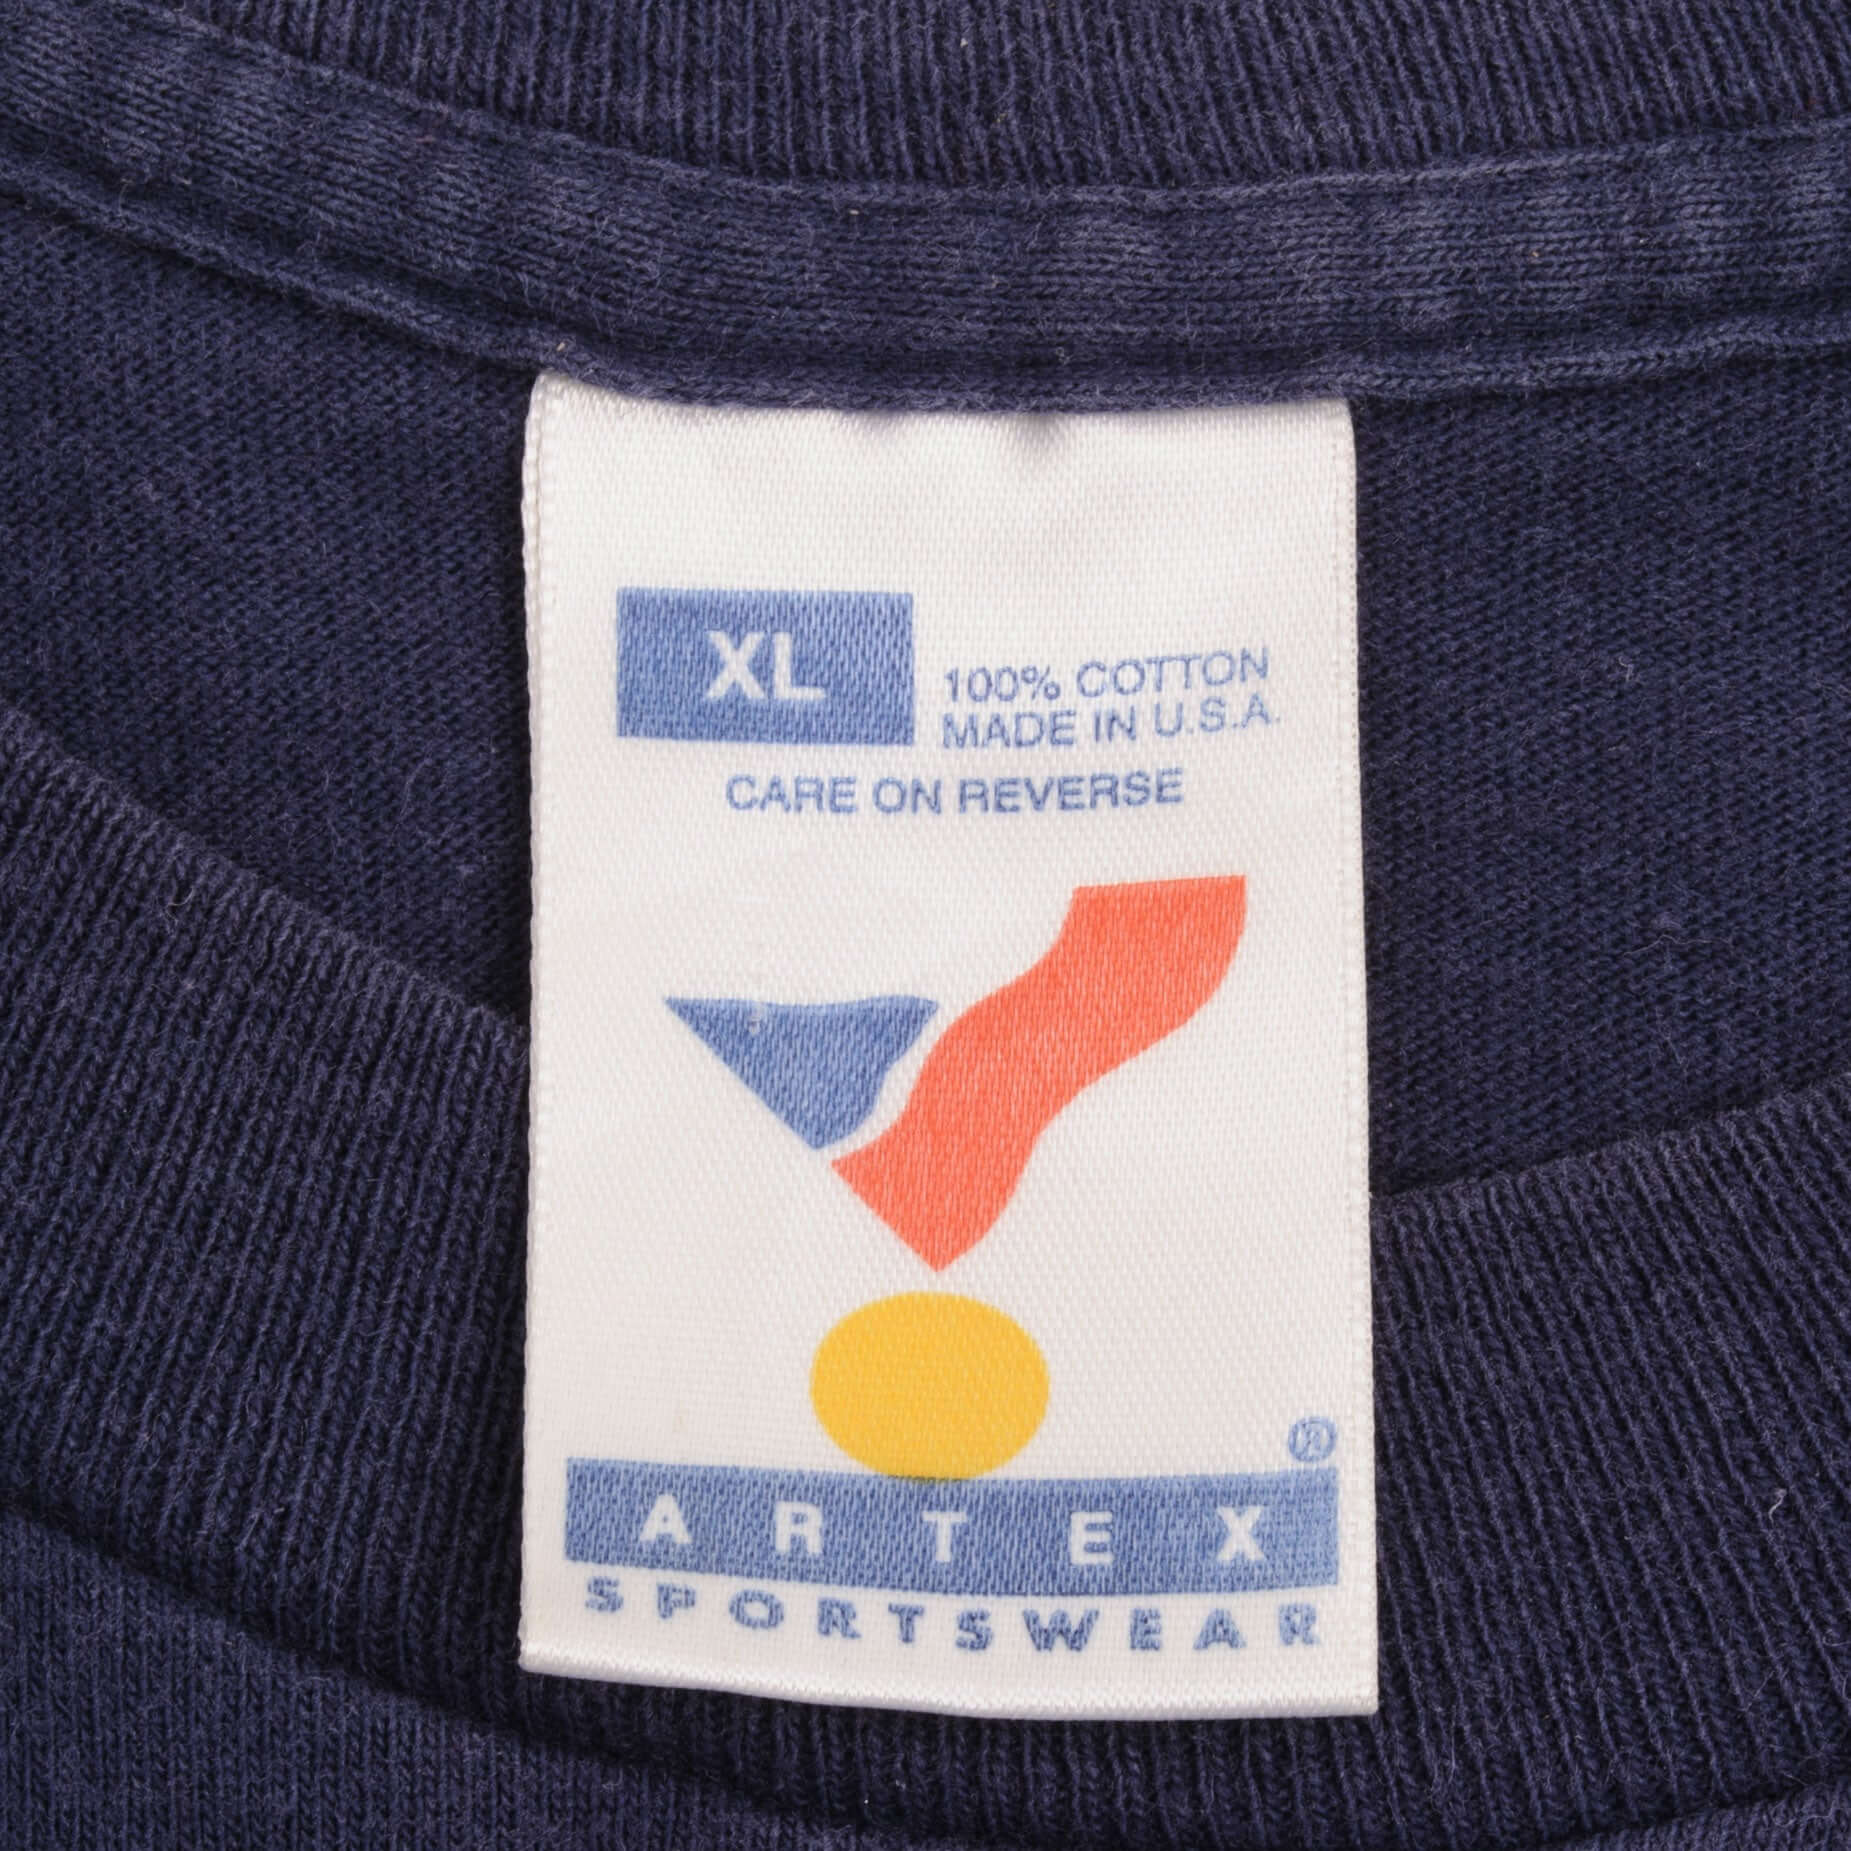 XL
100% COTTON
MADE IN U.S.A.
CARE ON REVERSE
®
ARTEX
SPORTSWEAR